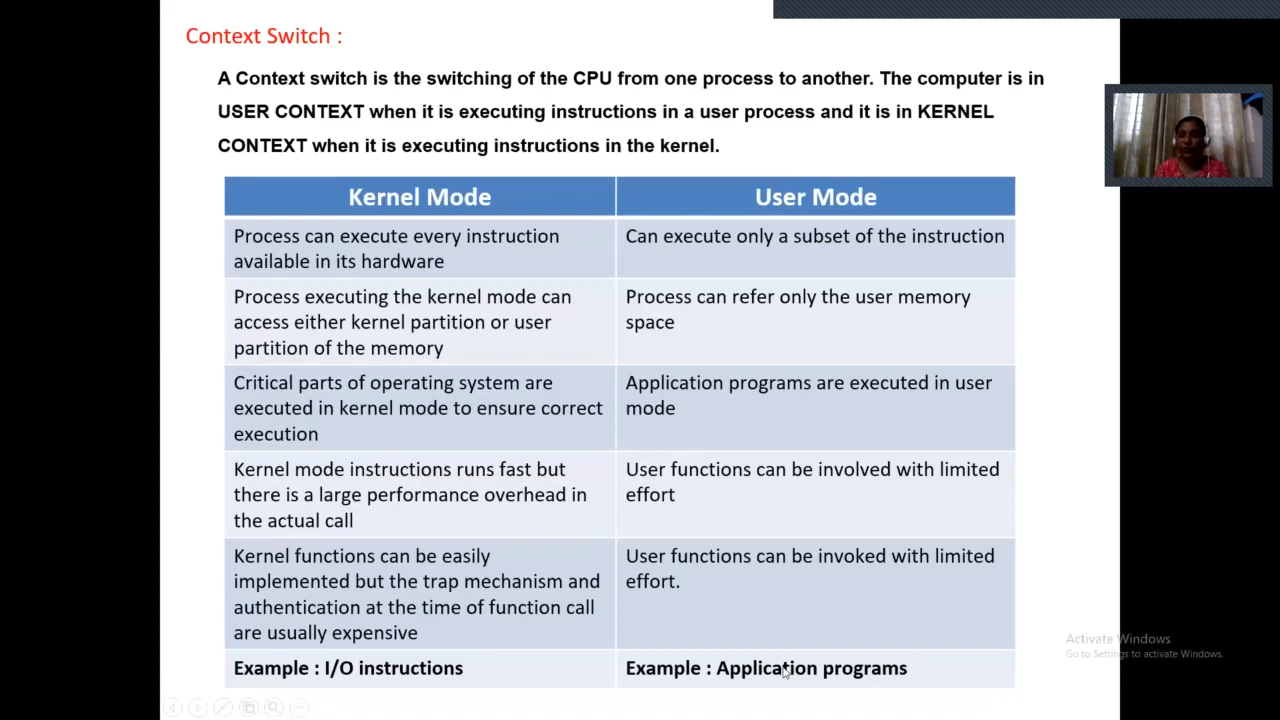 Context Switch :
A Context switch is the switching of the CPU from one process to another. The computer is in
USER CONTEXT when it is executing instructions in a user process and it is in KERNEL
CONTEXT when it is executing instructions in the kernel.
Kernel Mode
User Mode
Process can execute every instruction
available in its hardware
Can execute only a subset of the instruction
Process executing the kernel mode can
access either kernel partition or user
partition of the memory
Process can refer only the user memory
space
Critical parts of operating system are
executed in kernel mode to ensure correct
execution
Application programs are executed in user
mode
Kernel mode instructions runs fast but
there is a large performance overhead in
the actual call
User functions can be involved with limited
effort
Kernel functions can be easily
implemented but the trap mechanism and
authentication at the time of function call
are usually expensive
User functions can be invoked with limited
effort.
Example : I/O instructions
Example : Application programs
Activate Windows
Go to Settings to activate Windows.